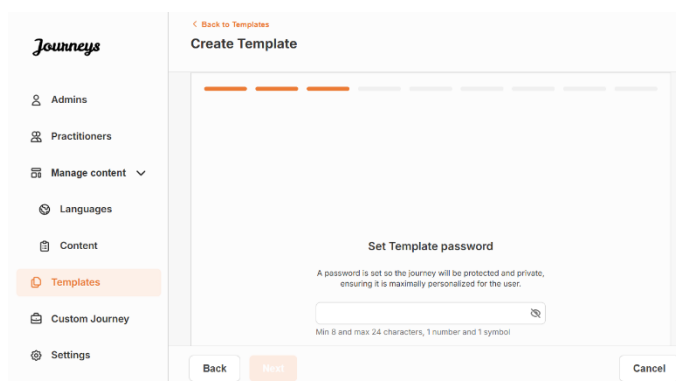 Journeys
Admins
Practitioners
Manage content
Languages
Content
Templates
Custom Journey
Settings
Back to Templates
Create Template
Set Template password
A password is set so the journey will be protected and private,
ensuring it is maximally personalized for the user.
Min 8 and max 24 characters, 1 number and 1 symbol
Back
Next
Cancel